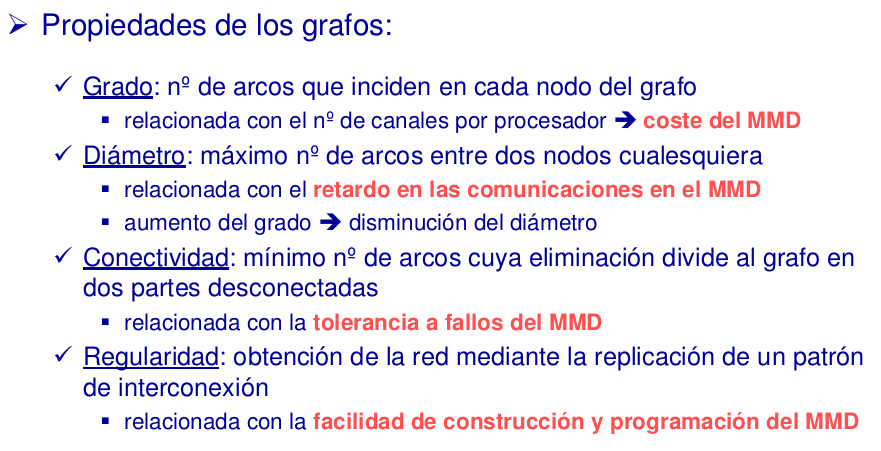 ➢ Propiedades de los grafos:
✓ Grado: nº de arcos que inciden en cada nodo del grafo
▪ relacionada con el nº de canales por procesador ➔ coste del MMD
✓ Diámetro: máximo nº de arcos entre dos nodos cualesquiera
▪ relacionada con el retardo en las comunicaciones en el MMD
▪ aumento del grado ➔ disminución del diámetro
✓ Conectividad: mínimo nº de arcos cuya eliminación divide al grafo en
dos partes desconectadas
▪ relacionada con la tolerancia a fallos del MMD
✓ Regularidad: obtención de la red mediante la replicación de un patrón
de interconexión
▪ relacionada con la facilidad de construcción y programación del MMD